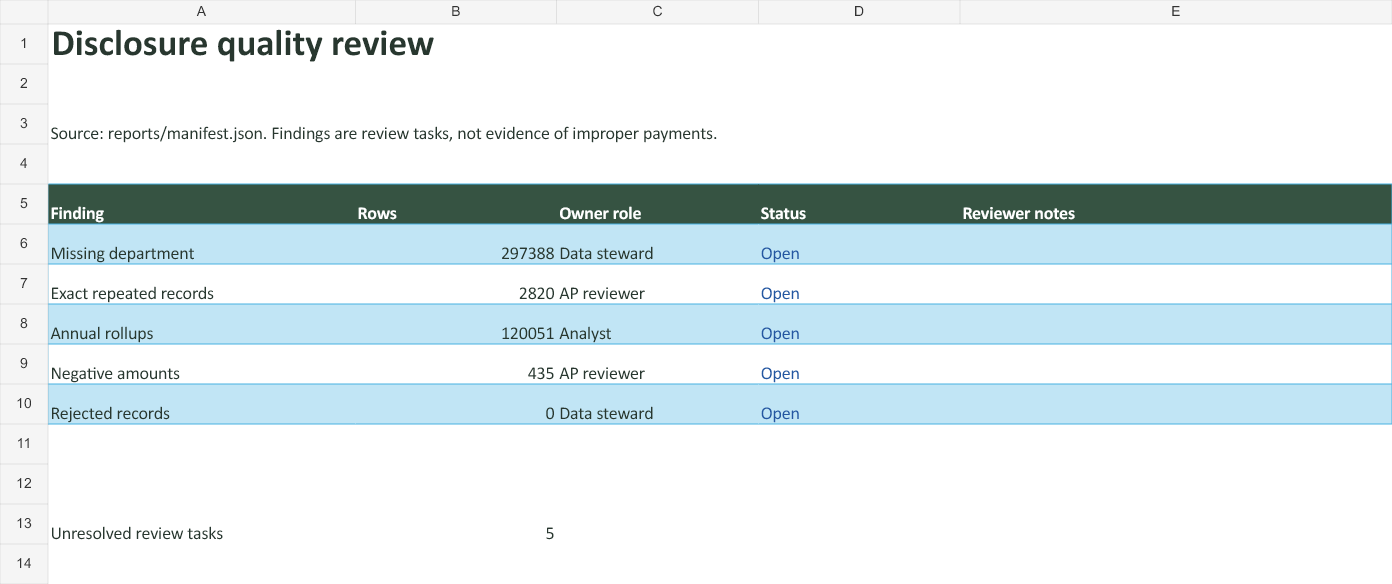 A B C D E
1 Disclosure quality review
2
3 Source: reports/manifest.json. Findings are review tasks, not evidence of improper payments.
4
5 Finding Rows Owner role Status Reviewer notes
6 Missing department 297388 Data steward Open
7 Exact repeated records 2820 AP reviewer Open
8 Annual rollups 120051 Analyst Open
9 Negative amounts 435 AP reviewer Open
10 Rejected records 0 Data steward Open
11
12
13 Unresolved review tasks 5
14